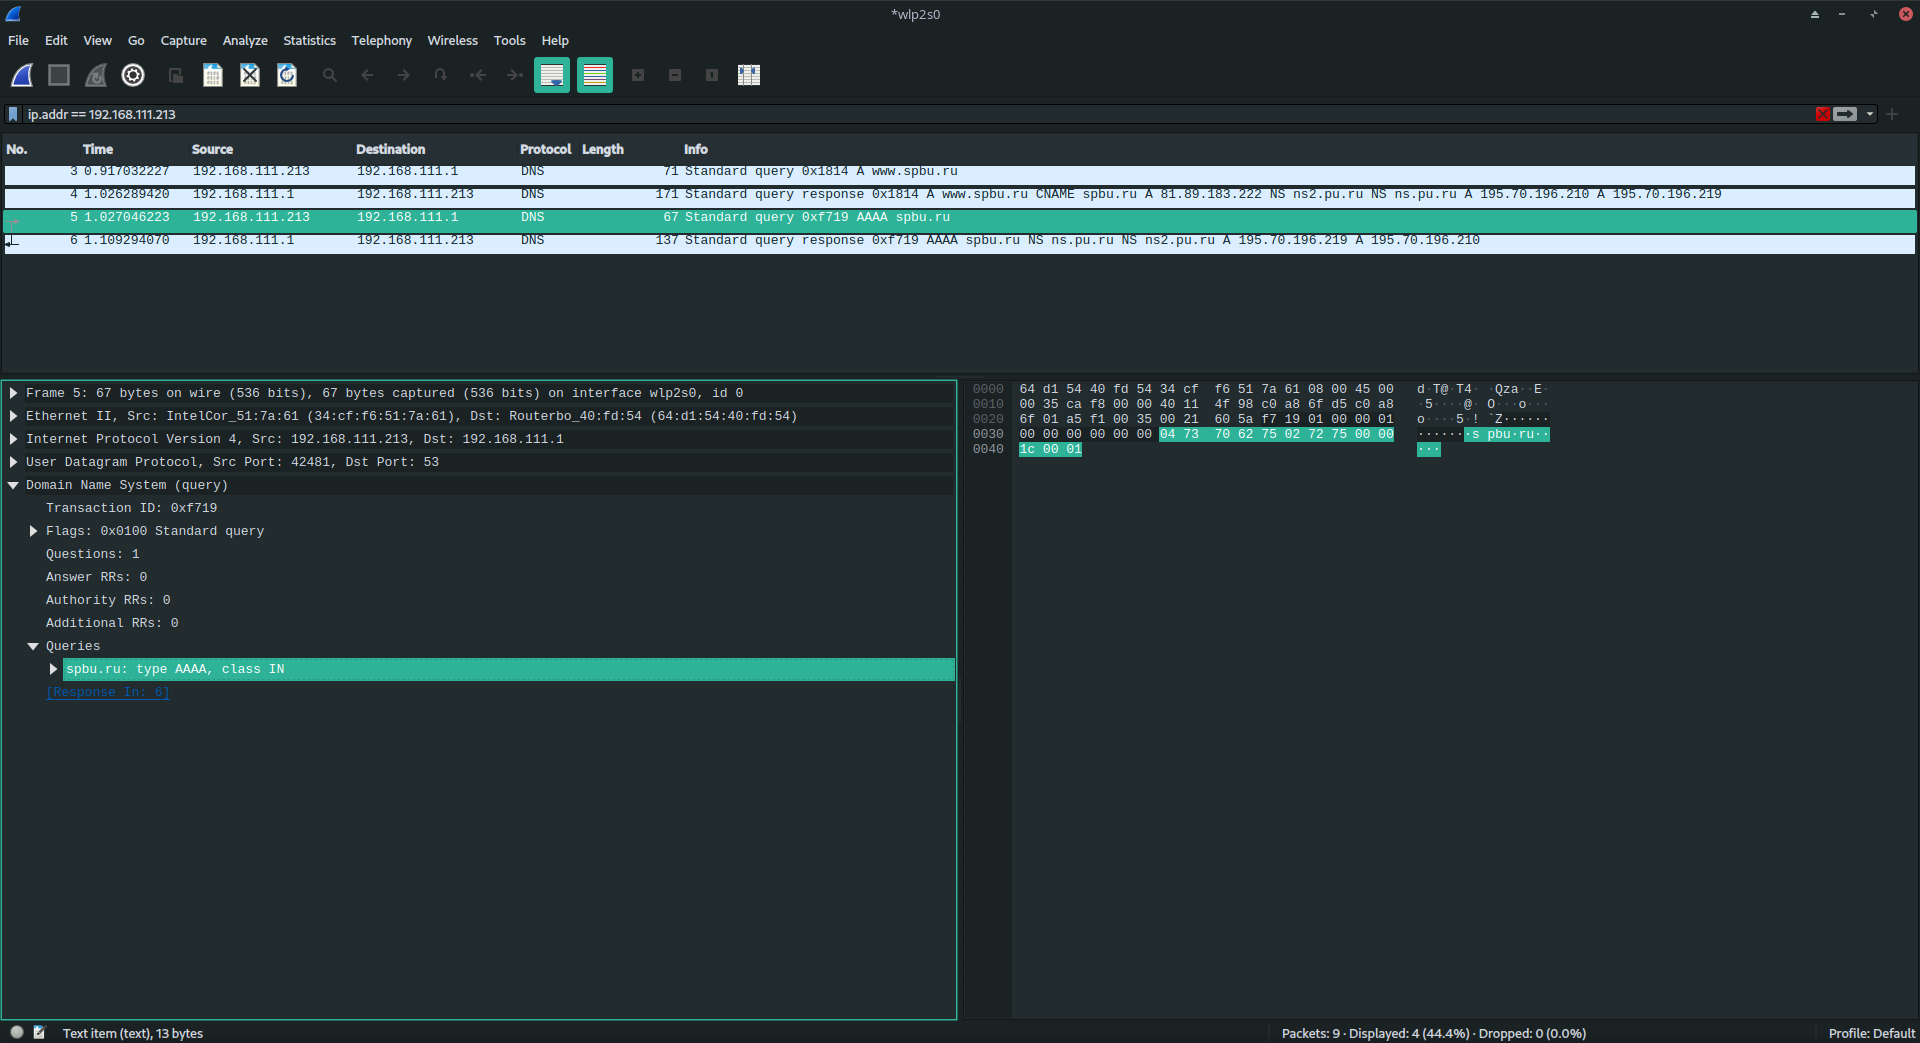 *wlp2s0
File Edit View Go Capture Analyze Statistics Telephony Wireless Tools Help
ip.addr == 192.168.111.213
No. Time Source Destination Protocol Length Info
3 0.917032227 192.168.111.213 192.168.111.1 DNS 71 Standard query 0x1814 A www.spbu.ru
4 1.026289420 192.168.111.1 192.168.111.213 DNS 171 Standard query response 0x1814 A www.spbu.ru CNAME spbu.ru A 81.89.183.222 NS ns2.pu.ru NS ns.pu.ru A 195.70.196.210 A 195.70.196.219
5 1.027046223 192.168.111.213 192.168.111.1 DNS 67 Standard query 0xf719 AAAA spbu.ru
6 1.109294070 192.168.111.1 192.168.111.213 DNS 137 Standard query response 0xf719 AAAA spbu.ru NS ns.pu.ru NS ns2.pu.ru A 195.70.196.219 A 195.70.196.210
Frame 5: 67 bytes on wire (536 bits), 67 bytes captured (536 bits) on interface wlp2s0, id 0
Ethernet II, Src: IntelCor_51:7a:61 (34:cf:f6:51:7a:61), Dst: Routerbo_40:fd:54 (64:d1:54:40:fd:54)
Internet Protocol Version 4, Src: 192.168.111.213, Dst: 192.168.111.1
User Datagram Protocol, Src Port: 42481, Dst Port: 53
Domain Name System (query)
Transaction ID: 0xf719
Flags: 0x0100 Standard query
Questions: 1
Answer RRs: 0
Authority RRs: 0
Additional RRs: 0
Queries
spbu.ru: type AAAA, class IN
[Response In: 6]
0000 64 d1 54 40 fd 54 34 cf f6 51 7a 61 08 00 45 00 d·T@·T4· ·Qza··E·
0010 00 35 ca f8 00 00 40 11 4f 98 c0 a8 6f d5 c0 a8 ·5····@· O···o···
0020 6f 01 a5 f1 00 35 00 21 60 5a f7 19 01 00 00 01 o····5·! `Z······
0030 00 00 00 00 00 00 04 73 70 62 75 02 72 75 00 00 ·······s pbu·ru··
0040 1c 00 01 ···
Text item (text), 13 bytes
Packets: 9 · Displayed: 4 (44.4%) · Dropped: 0 (0.0%)
Profile: Default